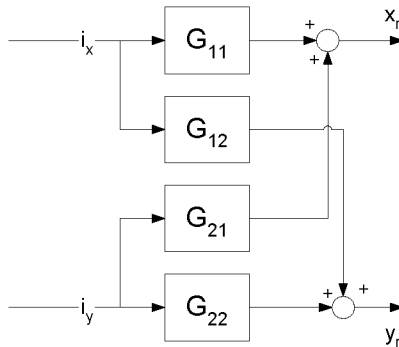 x_r
i_x
G_11
+
+
G_12
G_21
+
+
i_y
G_22
y_r